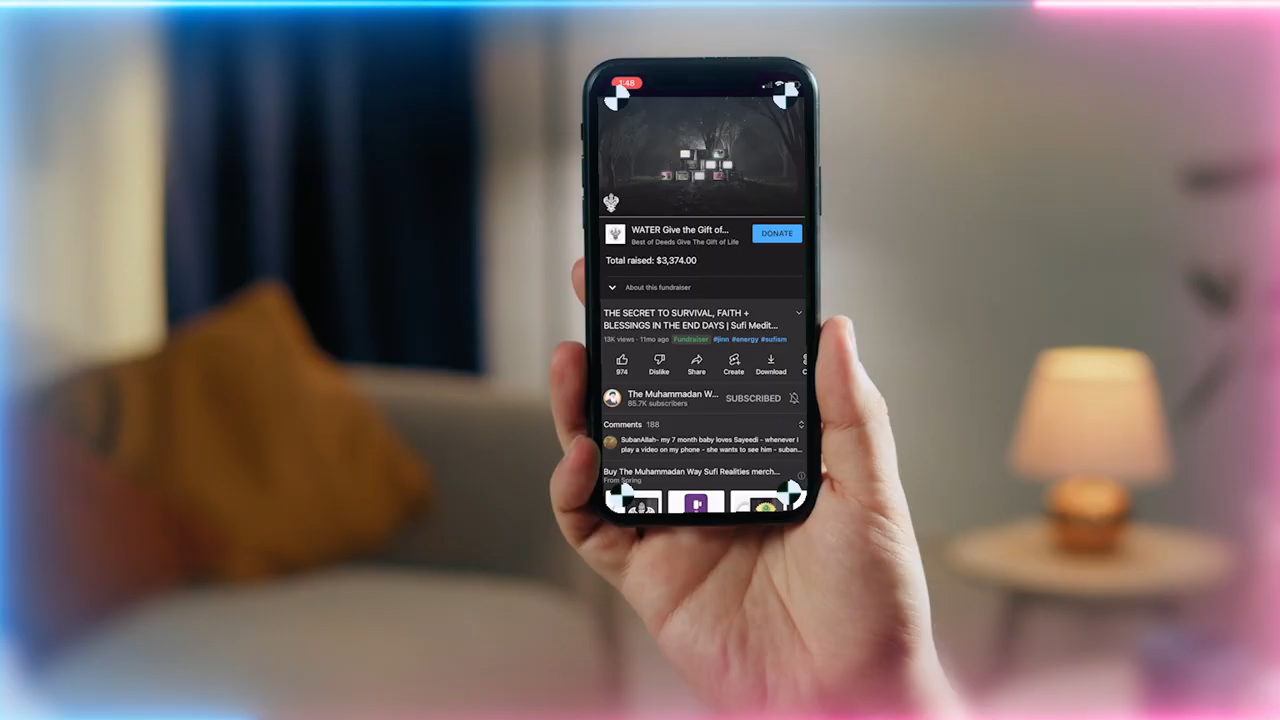 1:48
WATER Give the Gift of...
DONATE
Best of Deeds Give The Gift of Life
Total raised: $3,374.00
About this fundraiser
THE SECRET TO SURVIVAL, FAITH +
BLESSINGS IN THE END DAYS | Sufi Medit...
13K views · 11mo ago Fundraiser #jinn #energy #sufism
974 Dislike Share Create Download
The Muhammadan W... SUBSCRIBED
85.7K subscribers
Comments 188
SubanAllah- my 7 month baby loves Sayeedi - whenever I
play a video on my phone - she wants to see him - suban...
Buy The Muhammadan Way Sufi Realities merch...
From Spring